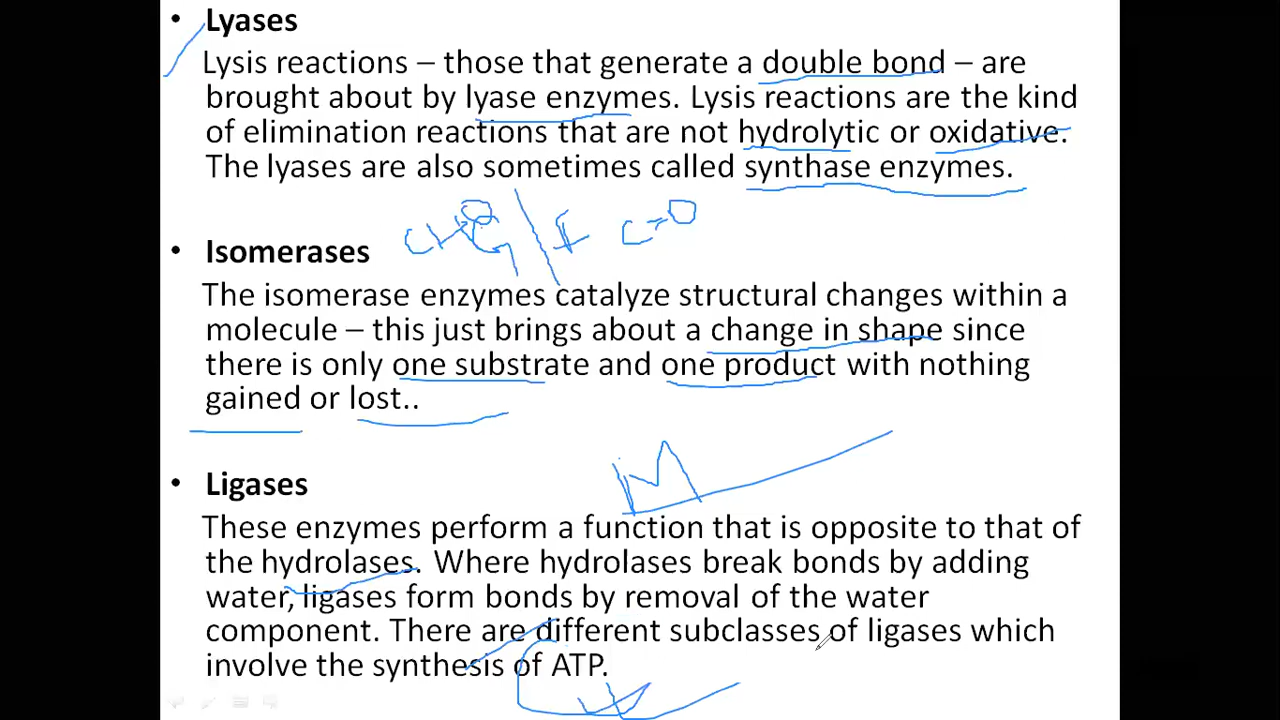 • Lyases
Lysis reactions – those that generate a double bond – are
brought about by lyase enzymes. Lysis reactions are the kind
of elimination reactions that are not hydrolytic or oxidative.
The lyases are also sometimes called synthase enzymes.
• Isomerases
The isomerase enzymes catalyze structural changes within a
molecule – this just brings about a change in shape since
there is only one substrate and one product with nothing
gained or lost..
• Ligases
These enzymes perform a function that is opposite to that of
the hydrolases. Where hydrolases break bonds by adding
water, ligases form bonds by removal of the water
component. There are different subclasses of ligases which
involve the synthesis of ATP.